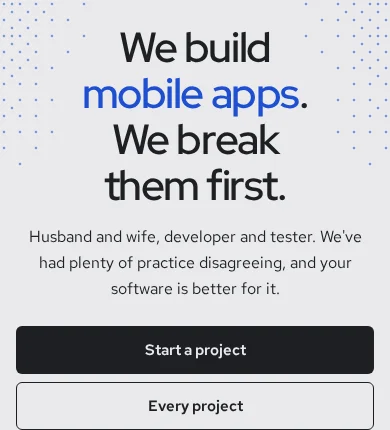 We build
mobile apps.
We break
them first.
Husband and wife, developer and tester. We've
had plenty of practice disagreeing, and your
software is better for it.
Start a project
Every project